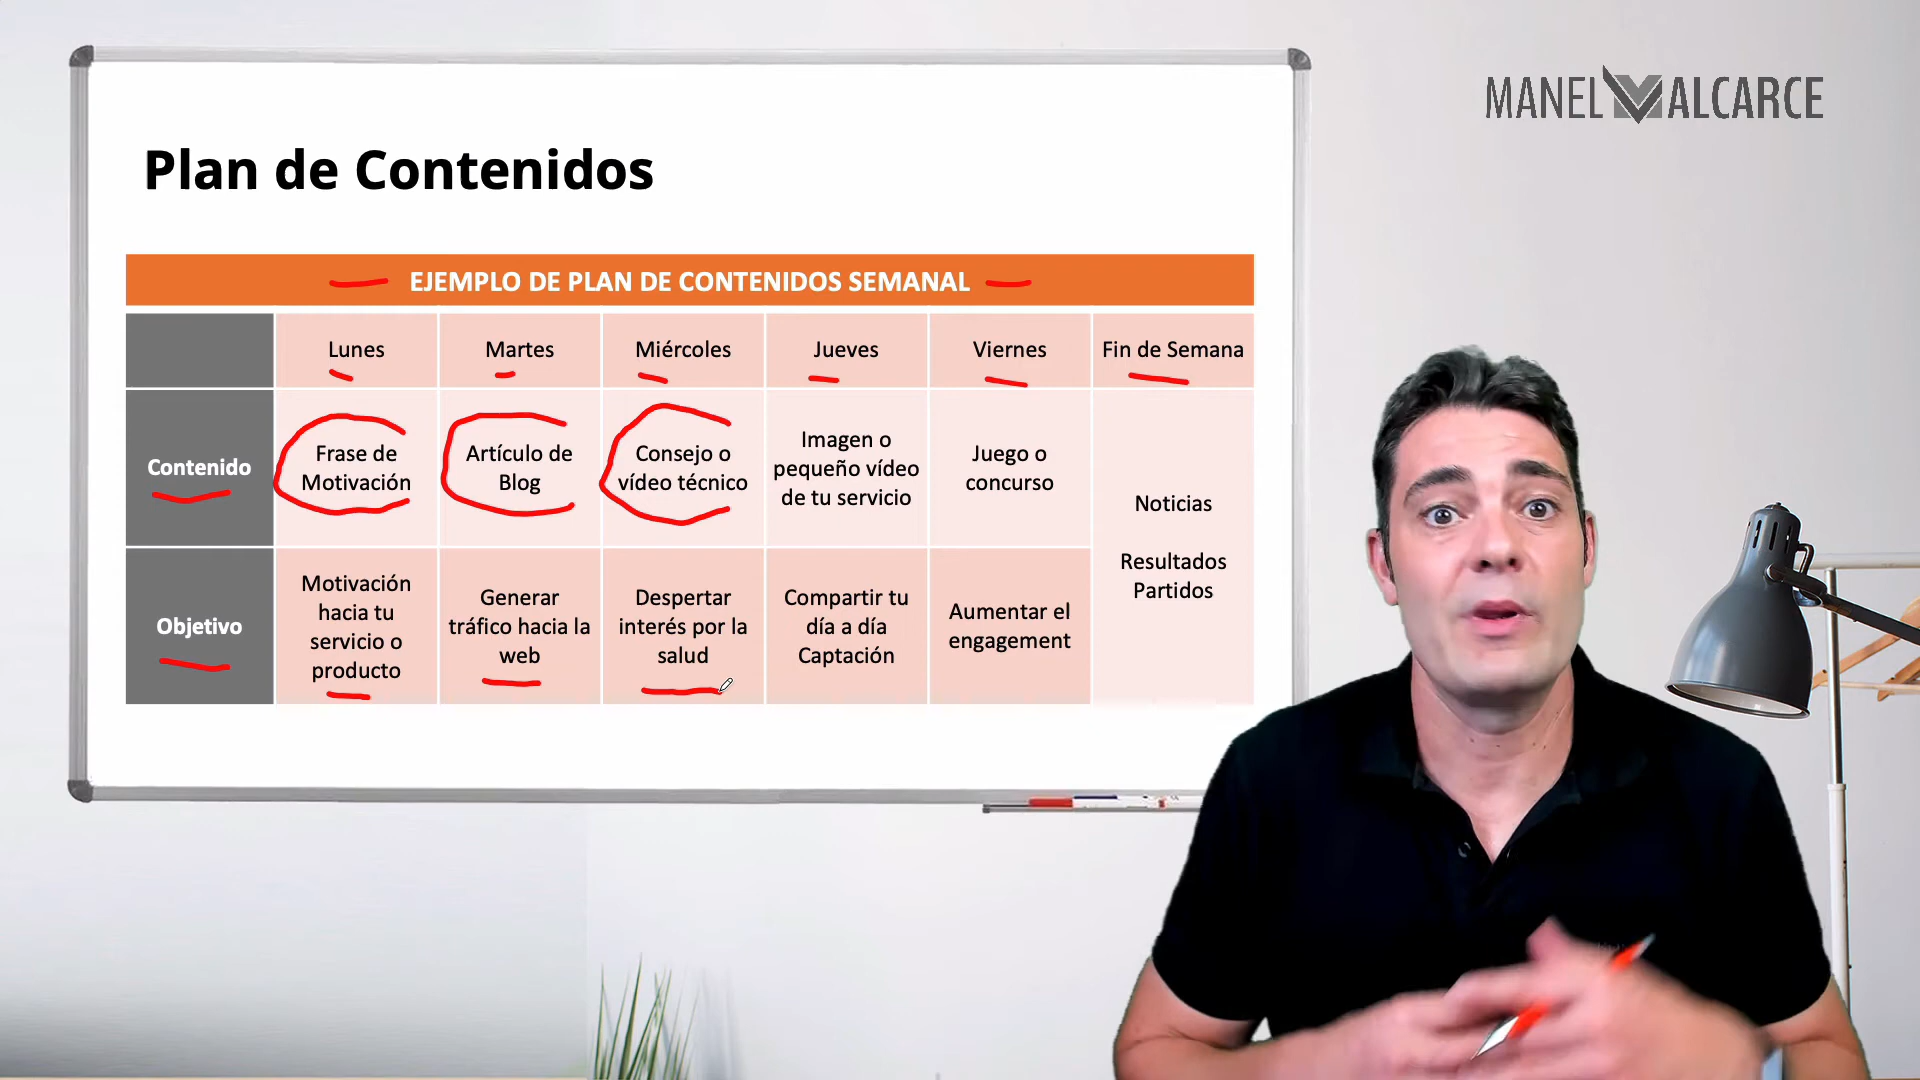 MANEL VALCARCE
Plan de Contenidos
EJEMPLO DE PLAN DE CONTENIDOS SEMANAL
Lunes
Martes
Miércoles
Jueves
Viernes
Fin de Semana
Contenido
Frase de
Motivación
Artículo de
Blog
Consejo o
vídeo técnico
Imagen o
pequeño vídeo
de tu servicio
Juego o
concurso
Noticias
Resultados
Partidos
Objetivo
Motivación
hacia tu
servicio o
producto
Generar
tráfico hacia la
web
Despertar
interés por la
salud
Compartir tu
día a día
Captación
Aumentar el
engagement